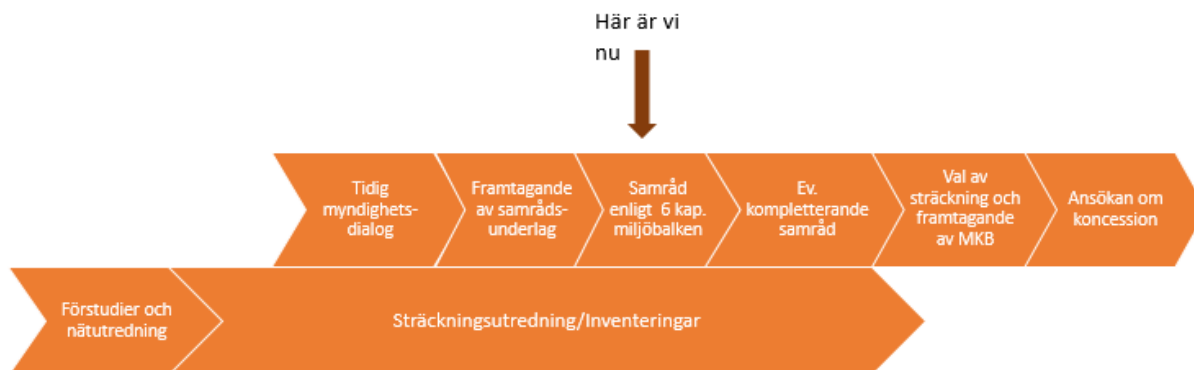 Här är vi
nu
Tidig
myndighets-
dialog
Framtagande
av samråds-
underlag
Samråd
enligt 6 kap.
miljöbalken
Ev.
kompletterande
samråd
Val av
sträckning och
framtagande
av MKB
Ansökan om
koncession
Förstudier och
nätutredning
Sträckningsutredning/Inventeringar